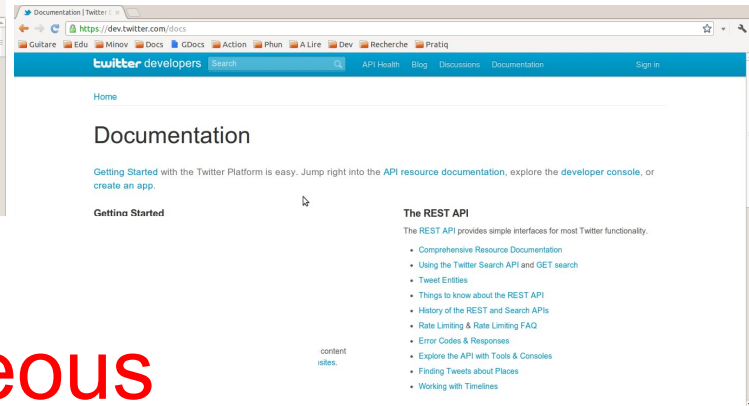 Documentation | Twitter D
https://dev.twitter.com/docs
Guitare Edu Minov Docs GDocs Action Phun A Lire Dev Recherche Pratiq
twitter developers Search API Health Blog Discussions Documentation Sign in
Home
Documentation
Getting Started with the Twitter Platform is easy. Jump right into the API resource documentation, explore the developer console, or
create an app.
Getting Started
The REST API
The REST API provides simple interfaces for most Twitter functionality.
• Comprehensive Resource Documentation
• Using the Twitter Search API and GET search
• Tweet Entities
• Things to know about the REST API
• History of the REST and Search APIs
• Rate Limiting & Rate Limiting FAQ
• Error Codes & Responses
• Explore the API with Tools & Consoles
• Finding Tweets about Places
• Working with Timelines
content
sites.
eous